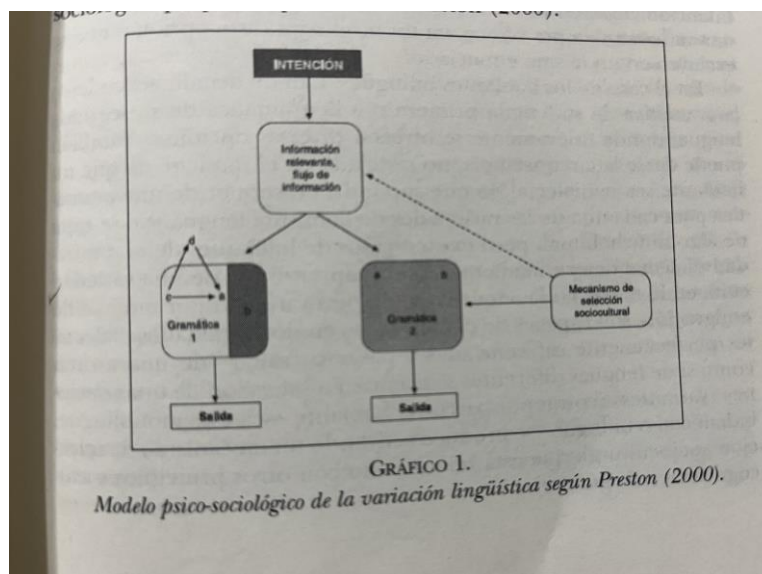 (2000).
INTENCIÓN
Información
relevante,
flujo de
información
d
c
a
b
Gramática
1
a
b
Gramática
2
Mecanismo de
selección
sociocultural
Salida
Salida
GRÁFICO 1.
Modelo psico-sociológico de la variación lingüística según Preston (2000).